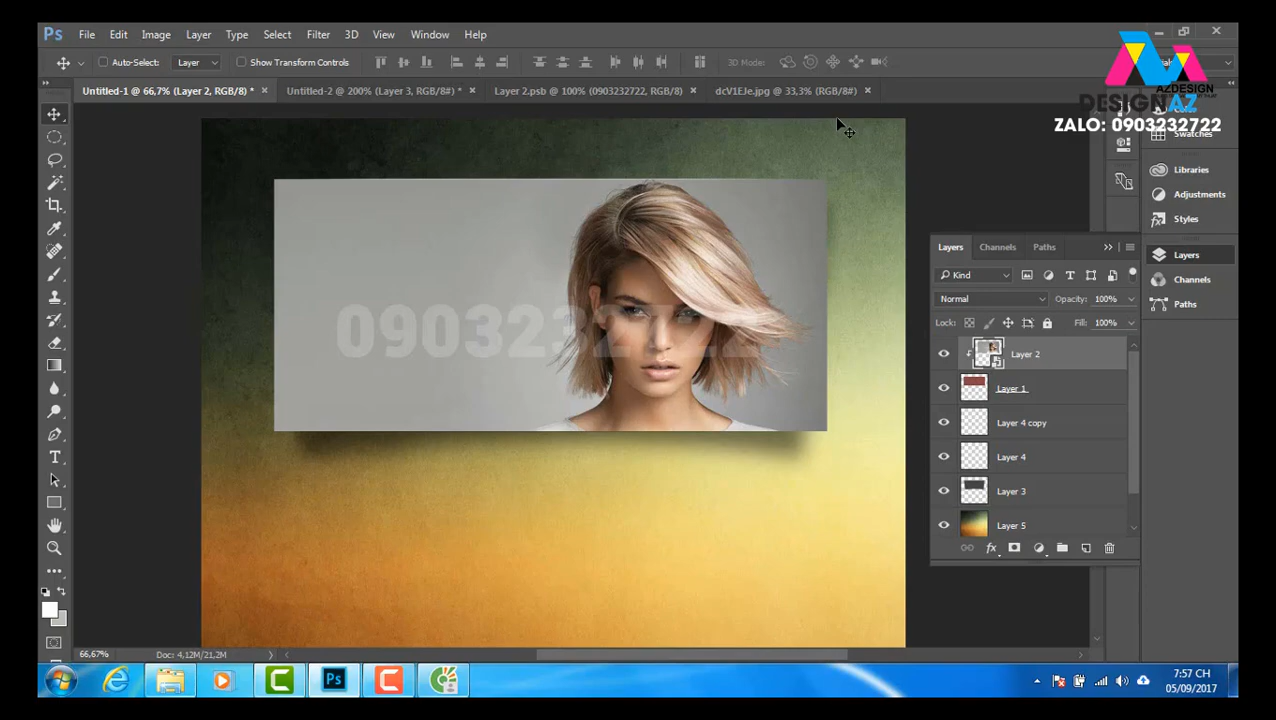 Ps File Edit Image Layer Type Select Filter 3D View Window Help
Auto-Select: Layer Show Transform Controls 3D Mode:
Untitled-1 @ 66,7% (Layer 2, RGB/8) * × Untitled-2 @ 200% (Layer 3, RGB/8#) * × Layer 2.psb @ 100% (0903232722, RGB/8) × dcV1EJe.jpg @ 33,3% (RGB/8#) ×
AZDESIGN
DESIGNAZ
ZALO: 0903232722
Swatches
Libraries
Adjustments
Styles
Layers
Channels
Paths
Layers Channels Paths
Kind
Normal Opacity: 100%
Lock: Fill: 100%
Layer 2
Layer 1
Layer 4 copy
Layer 4
Layer 3
Layer 5
66,67% Doc: 4,12M/21,2M
Ps
7:57 CH
05/09/2017